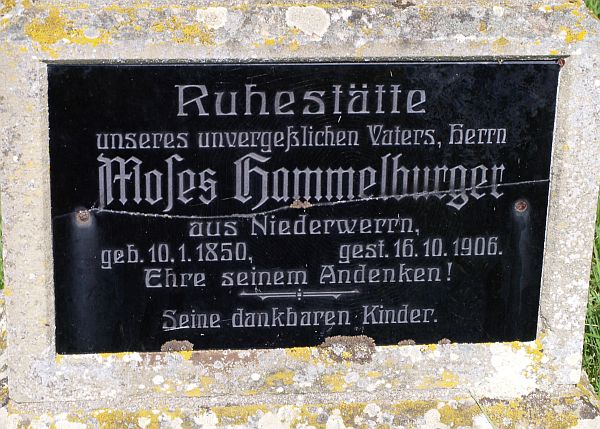 Ruhestätte
unseres unvergeßlichen Vaters, Herrn
Moses Hammelburger
aus Niederwerrn,
geb. 10.1.1850, gest. 16.10.1906.
Ehre seinem Andenken!
Seine dankbaren Kinder.